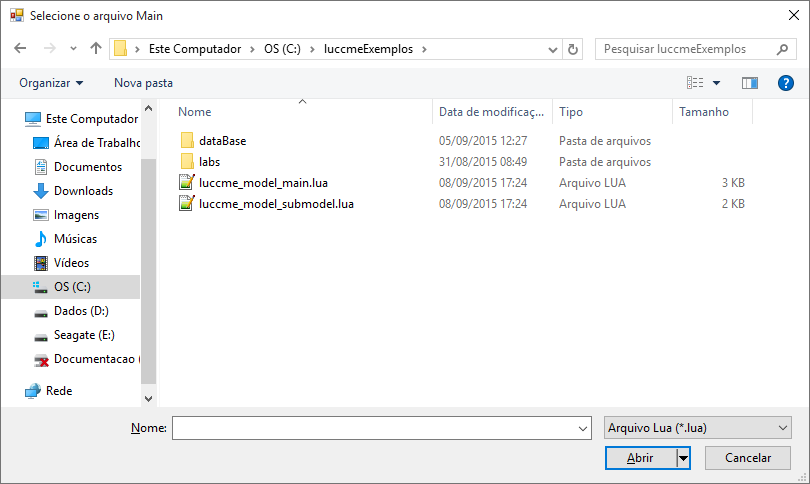 Selecione o arquivo Main
Este Computador OS (C:) luccmeExemplos Pesquisar luccmeExemplos
Organizar Nova pasta ?
Este Computador
Área de Trabalho
Documentos
Downloads
Imagens
Músicas
Vídeos
OS (C:)
Dados (D:)
Seagate (E:)
Documentacao (
Rede
Nome Data de modificaç... Tipo Tamanho
dataBase 05/09/2015 12:27 Pasta de arquivos
labs 31/08/2015 08:49 Pasta de arquivos
luccme_model_main.lua 08/09/2015 17:24 Arquivo LUA 3 KB
luccme_model_submodel.lua 08/09/2015 17:24 Arquivo LUA 2 KB
Nome: Arquivo Lua (*.lua)
Abrir Cancelar